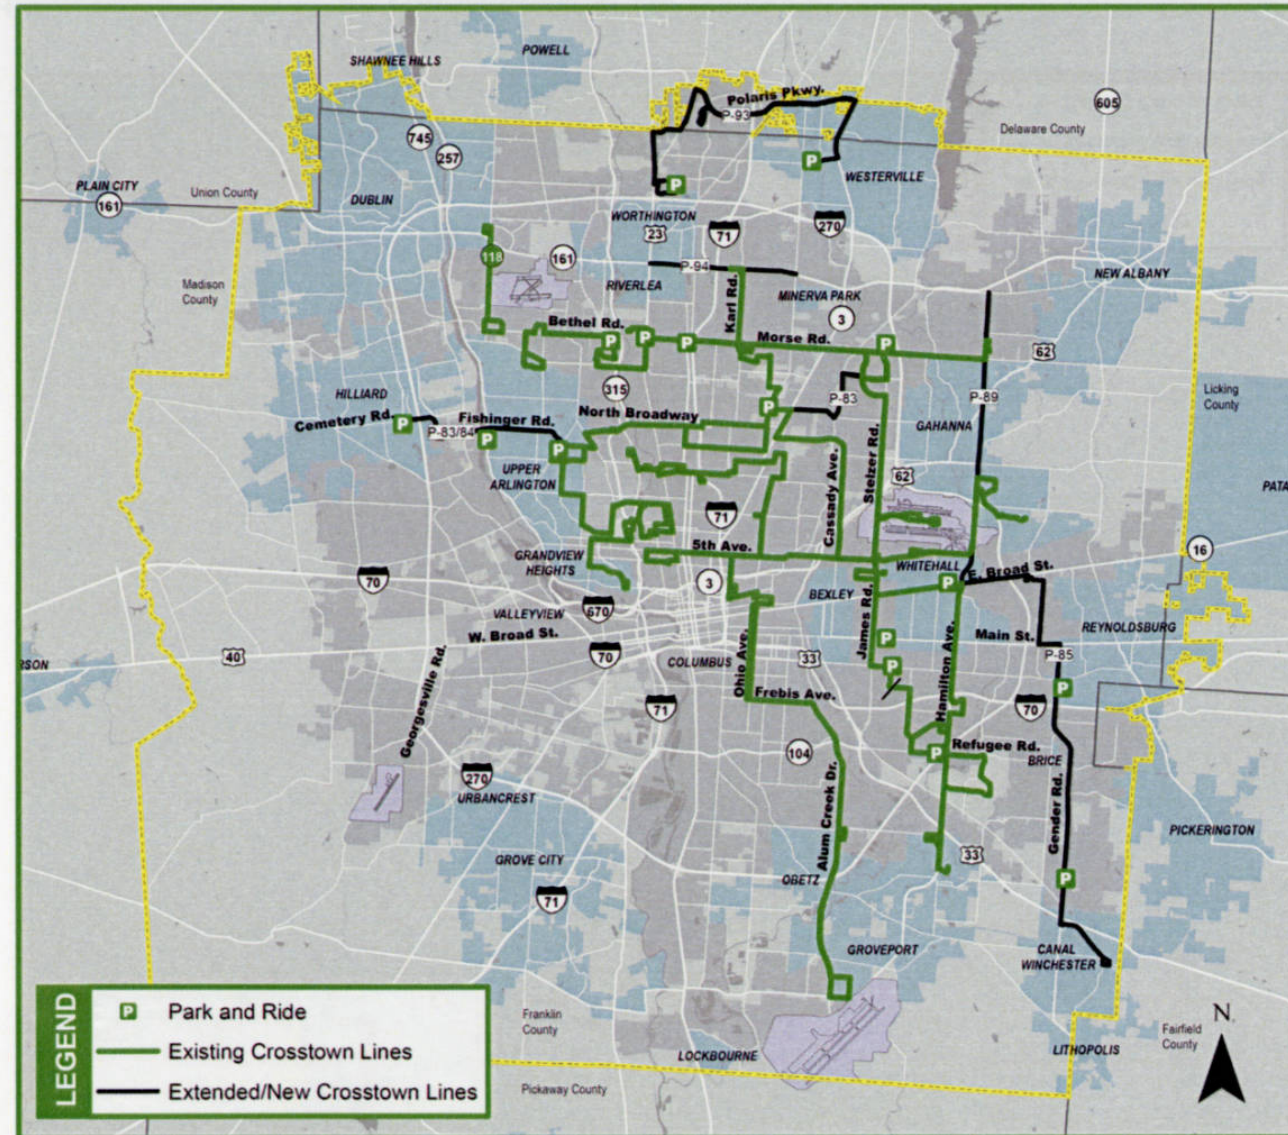 POWELL
SHAWNEE HILLS
Polaris Pkwy.
P-93
605
Delaware County
745
257
PLAIN CITY
161
Union County
DUBLIN
WESTERVILLE
WORTHINGTON
23
71
270
118
161
P-94
NEW ALBANY
Madison
County
RIVERLEA
Karl Rd.
MINERVA PARK
3
Bethel Rd.
Morse Rd.
62
HILLIARD
315
P-83
P-89
Licking
County
Cemetery Rd.
Fishinger Rd.
North Broadway
P-83/84
GAHANNA
UPPER
ARLINGTON
Cassady Ave.
Stelzer Rd.
62
PATA
71
5th Ave.
16
GRANDVIEW
HEIGHTS
WHITEHALL
E. Broad St.
70
3
670
BEXLEY
VALLEYVIEW
James Rd.
Hamilton Ave.
Main St.
REYNOLDSBURG
W. Broad St.
RSON
40
70
COLUMBUS
Ohio Ave.
33
P-85
Georgesville Rd.
71
Frebis Ave.
70
104
Refugee Rd.
BRICE
270
URBANCREST
Alum Creek Dr.
Gender Rd.
PICKERINGTON
33
GROVE CITY
OBETZ
71
GROVEPORT
CANAL
WINCHESTER
LEGEND
P Park and Ride
Existing Crosstown Lines
Extended/New Crosstown Lines
Franklin
County
LOCKBOURNE
Pickaway County
LITHOPOLIS
Fairfield
County
N